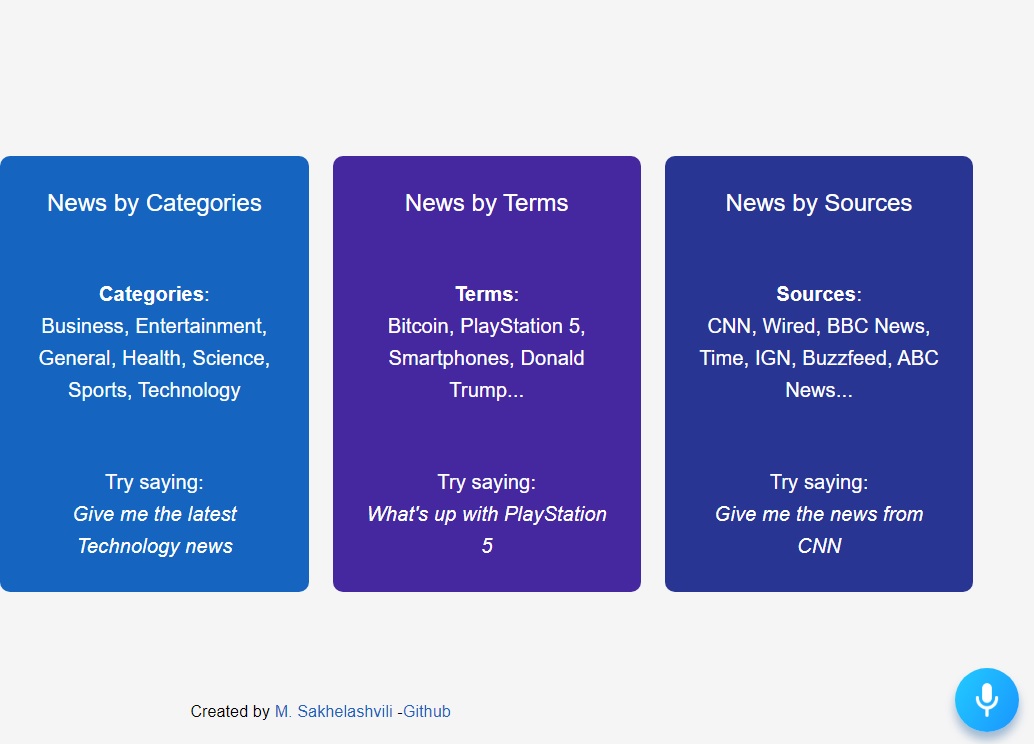 News by Categories
Categories:
Business, Entertainment,
General, Health, Science,
Sports, Technology
Try saying:
Give me the latest
Technology news
News by Terms
Terms:
Bitcoin, PlayStation 5,
Smartphones, Donald
Trump...
Try saying:
What's up with PlayStation
5
News by Sources
Sources:
CNN, Wired, BBC News,
Time, IGN, Buzzfeed, ABC
News...
Try saying:
Give me the news from
CNN
Created by M. Sakhelashvili -Github